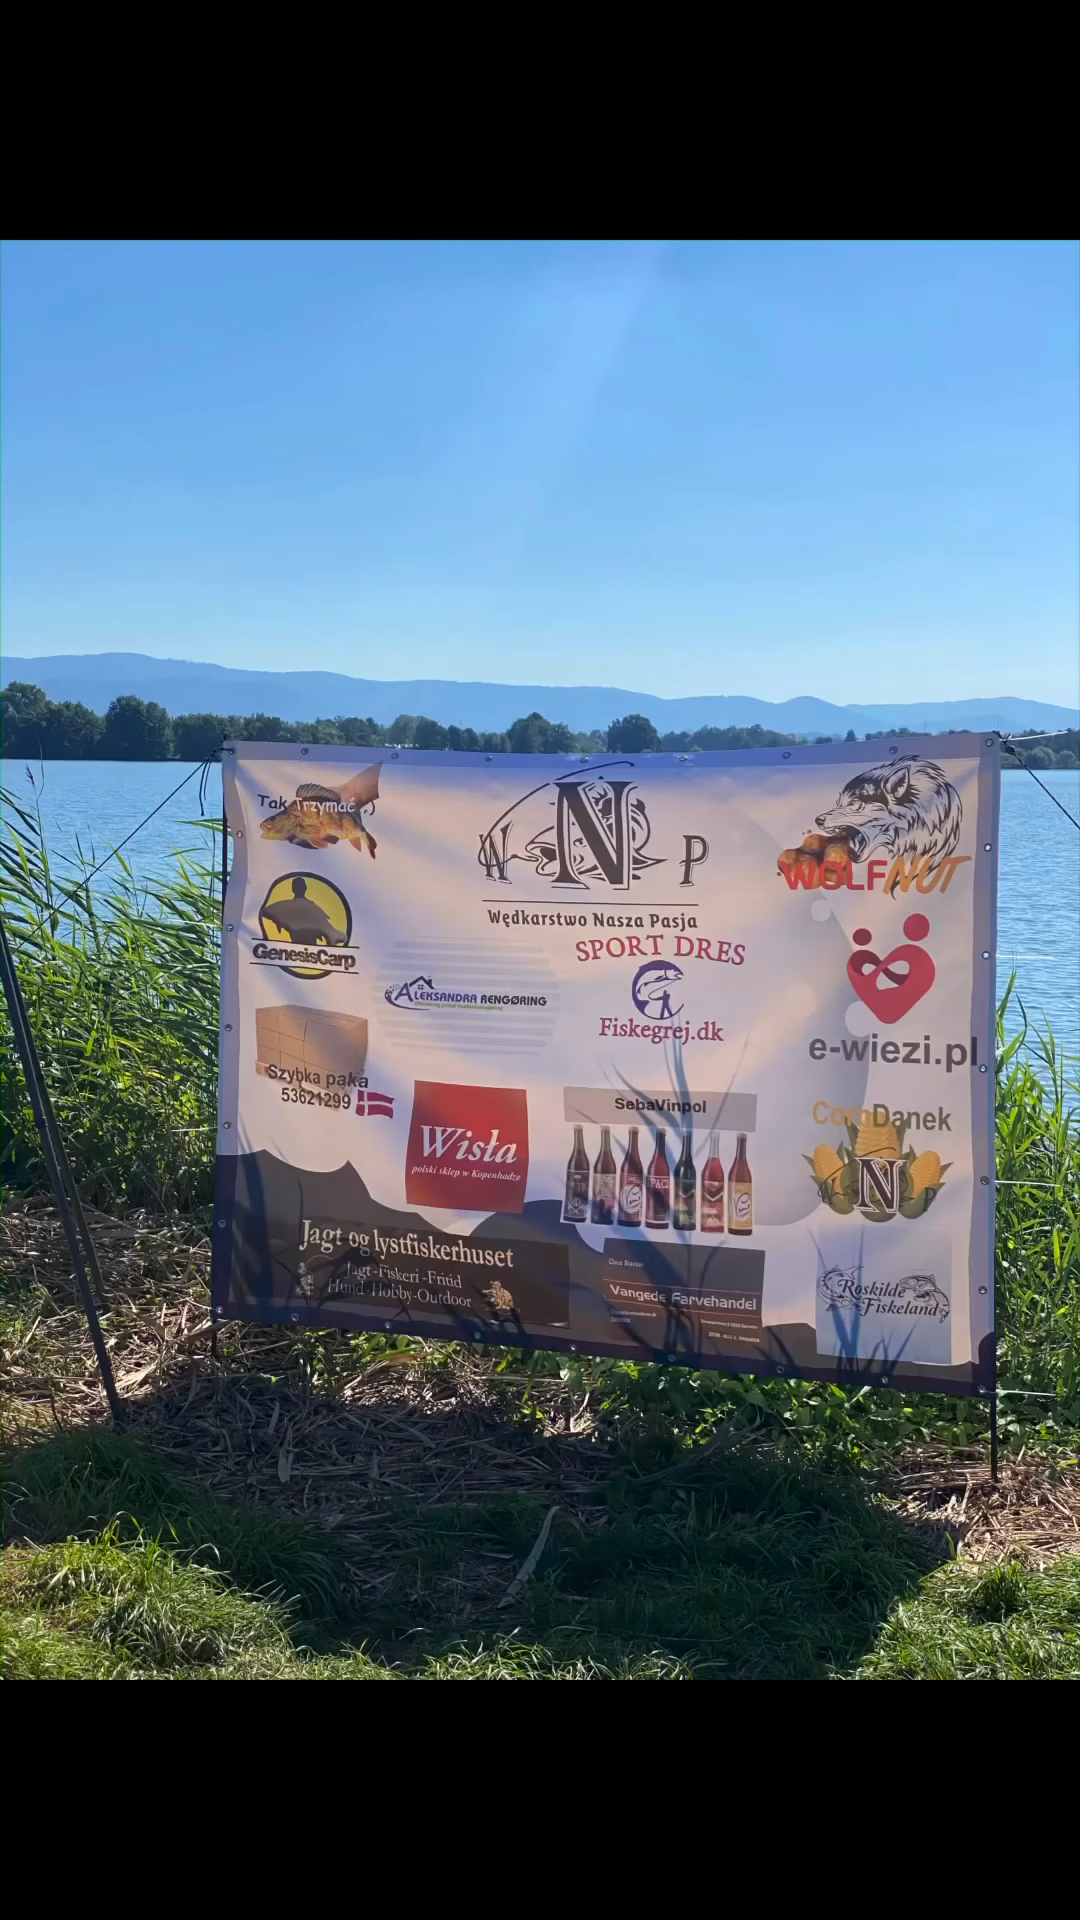 Tak Trzymać
W N P
Wędkarstwo Nasza Pasja
WOLFNUT
GenesisCarp
SPORT DRES
Fiskegrej.dk
ALEKSANDRA RENGØRING
e-wiezi.pl
Szybka paka
53621299
Wisła
polski sklep w Kopenhadze
SebaVinpol
CornDanek
W N P
Jagt og lystfiskerhuset
Jagt-Fiskeri-Fritid
Hund-Hobby-Outdoor
Vangede Farvehandel
Roskilde
Fiskeland